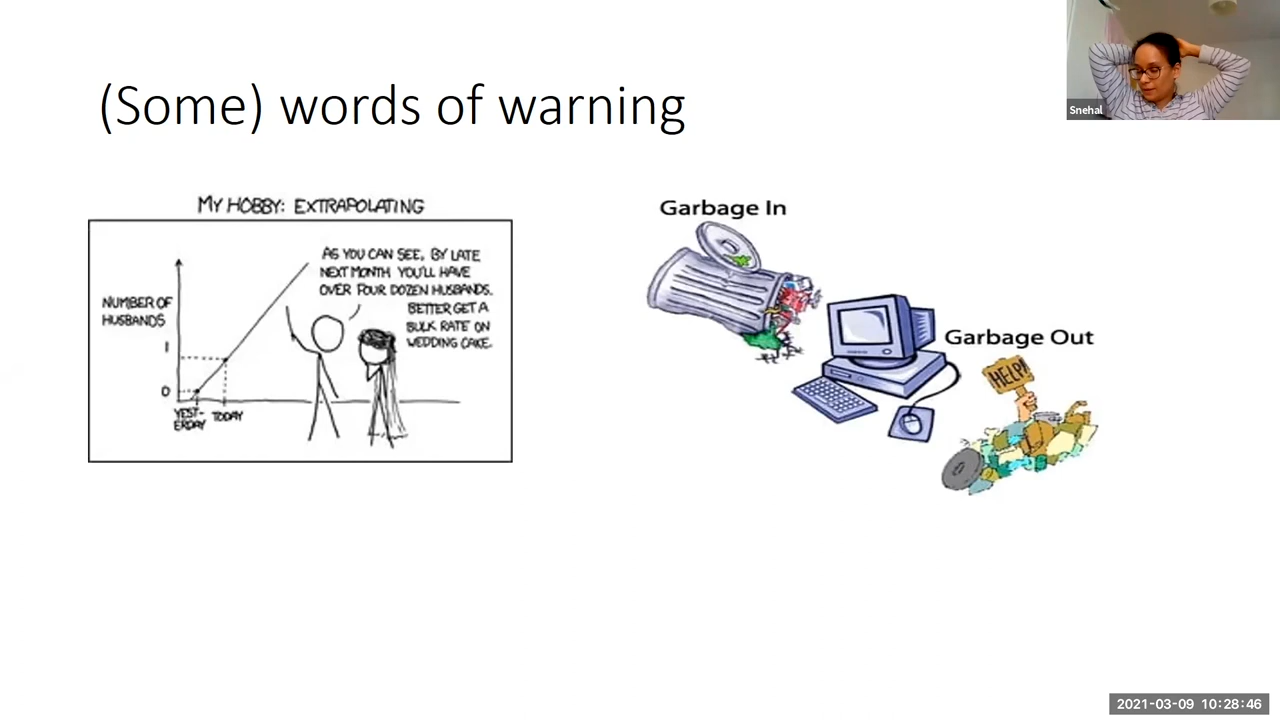 (Some) words of warning
Snehal
MY HOBBY: EXTRAPOLATING
AS YOU CAN SEE, BY LATE
NEXT MONTH YOU'LL HAVE
OVER FOUR DOZEN HUSBANDS.
BETTER GET A
BULK RATE ON
WEDDING CAKE.
NUMBER OF
HUSBANDS
1
0
YEST-
ERDAY
TODAY
Garbage In
Garbage Out
HELP!
2021-03-09 10:28:46